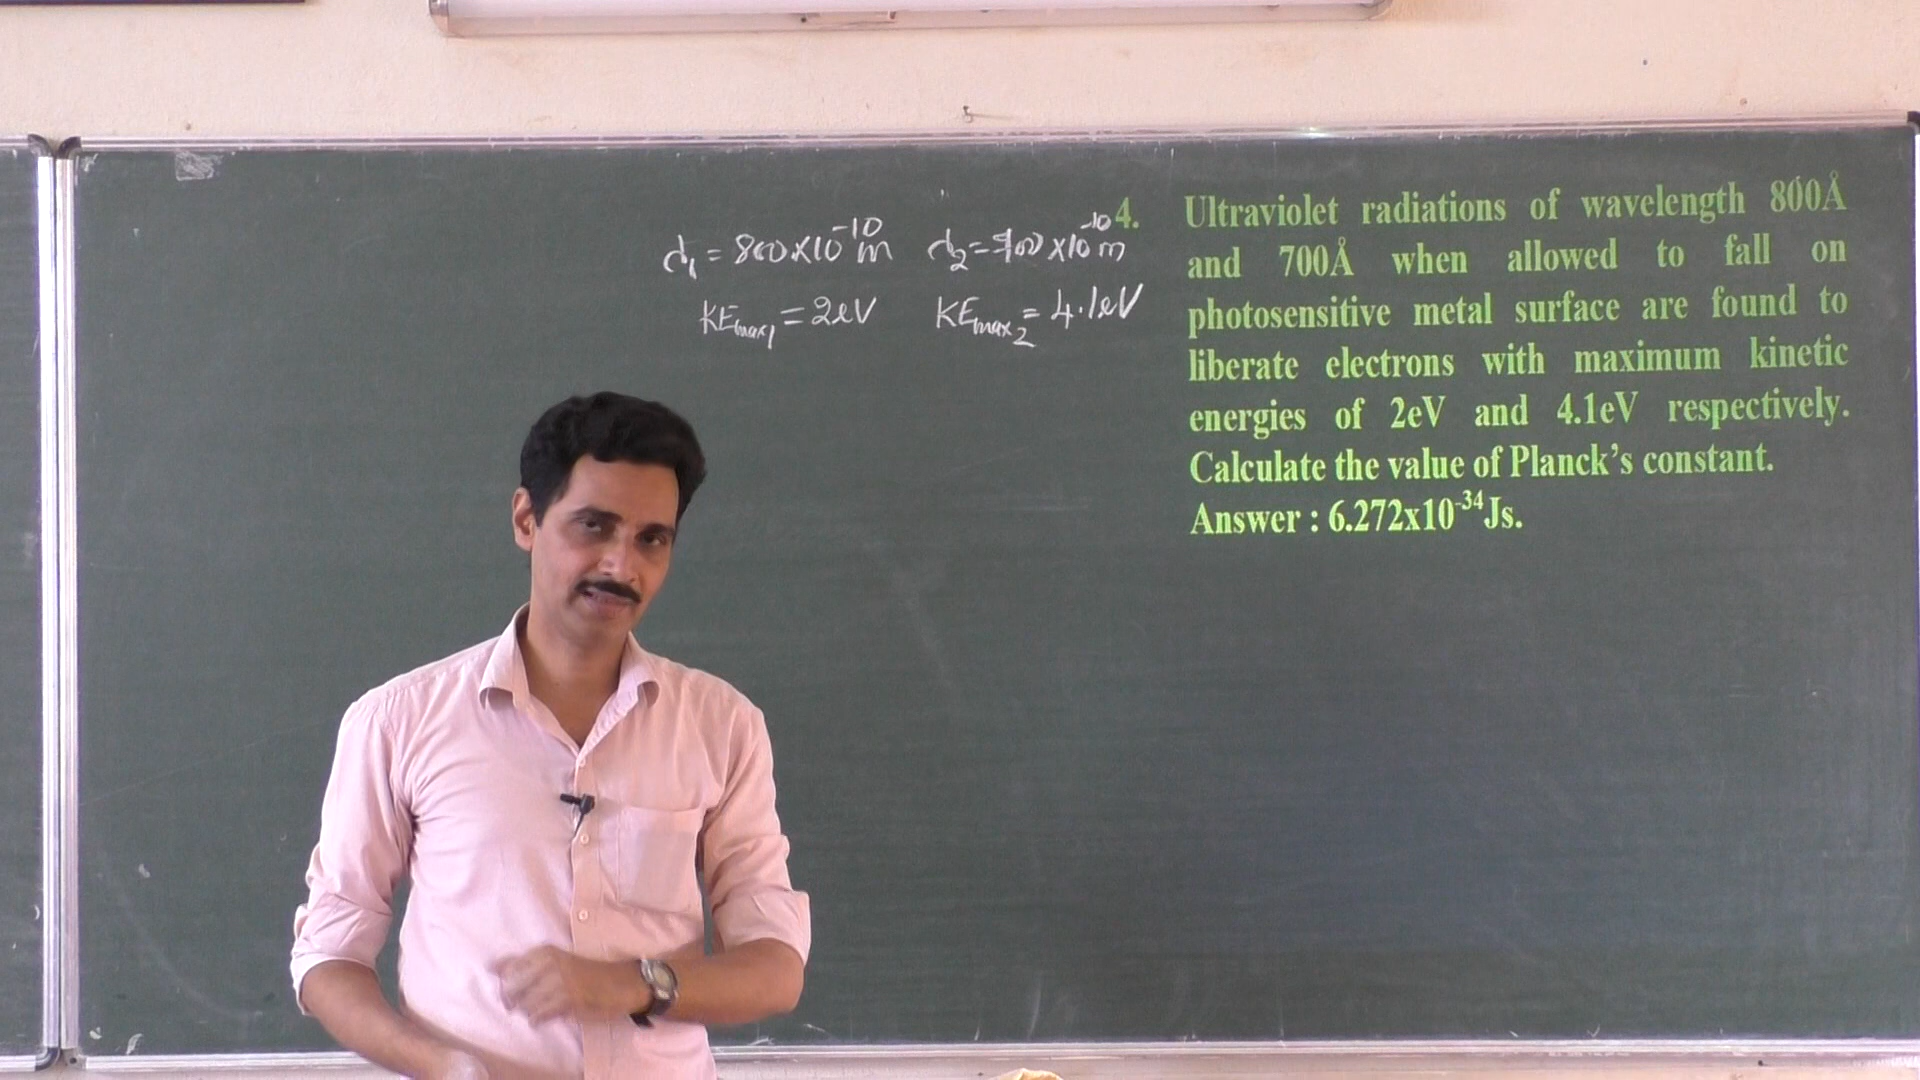 λ₁ = 800×10⁻¹⁰m λ₂ = 700×10⁻¹⁰m
KEmax₁ = 2eV KEmax₂ = 4.1eV
4. Ultraviolet radiations of wavelength 800Å
and 700Å when allowed to fall on
photosensitive metal surface are found to
liberate electrons with maximum kinetic
energies of 2eV and 4.1eV respectively.
Calculate the value of Planck’s constant.
Answer : 6.272x10⁻³⁴Js.